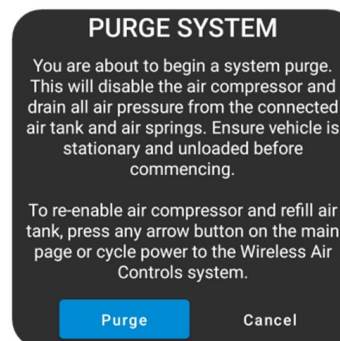 PURGE SYSTEM
You are about to begin a system purge.
This will disable the air compressor and
drain all air pressure from the connected
air tank and air springs. Ensure vehicle is
stationary and unloaded before
commencing.
To re-enable air compressor and refill air
tank, press any arrow button on the main
page or cycle power to the Wireless Air
Controls system.
Purge Cancel